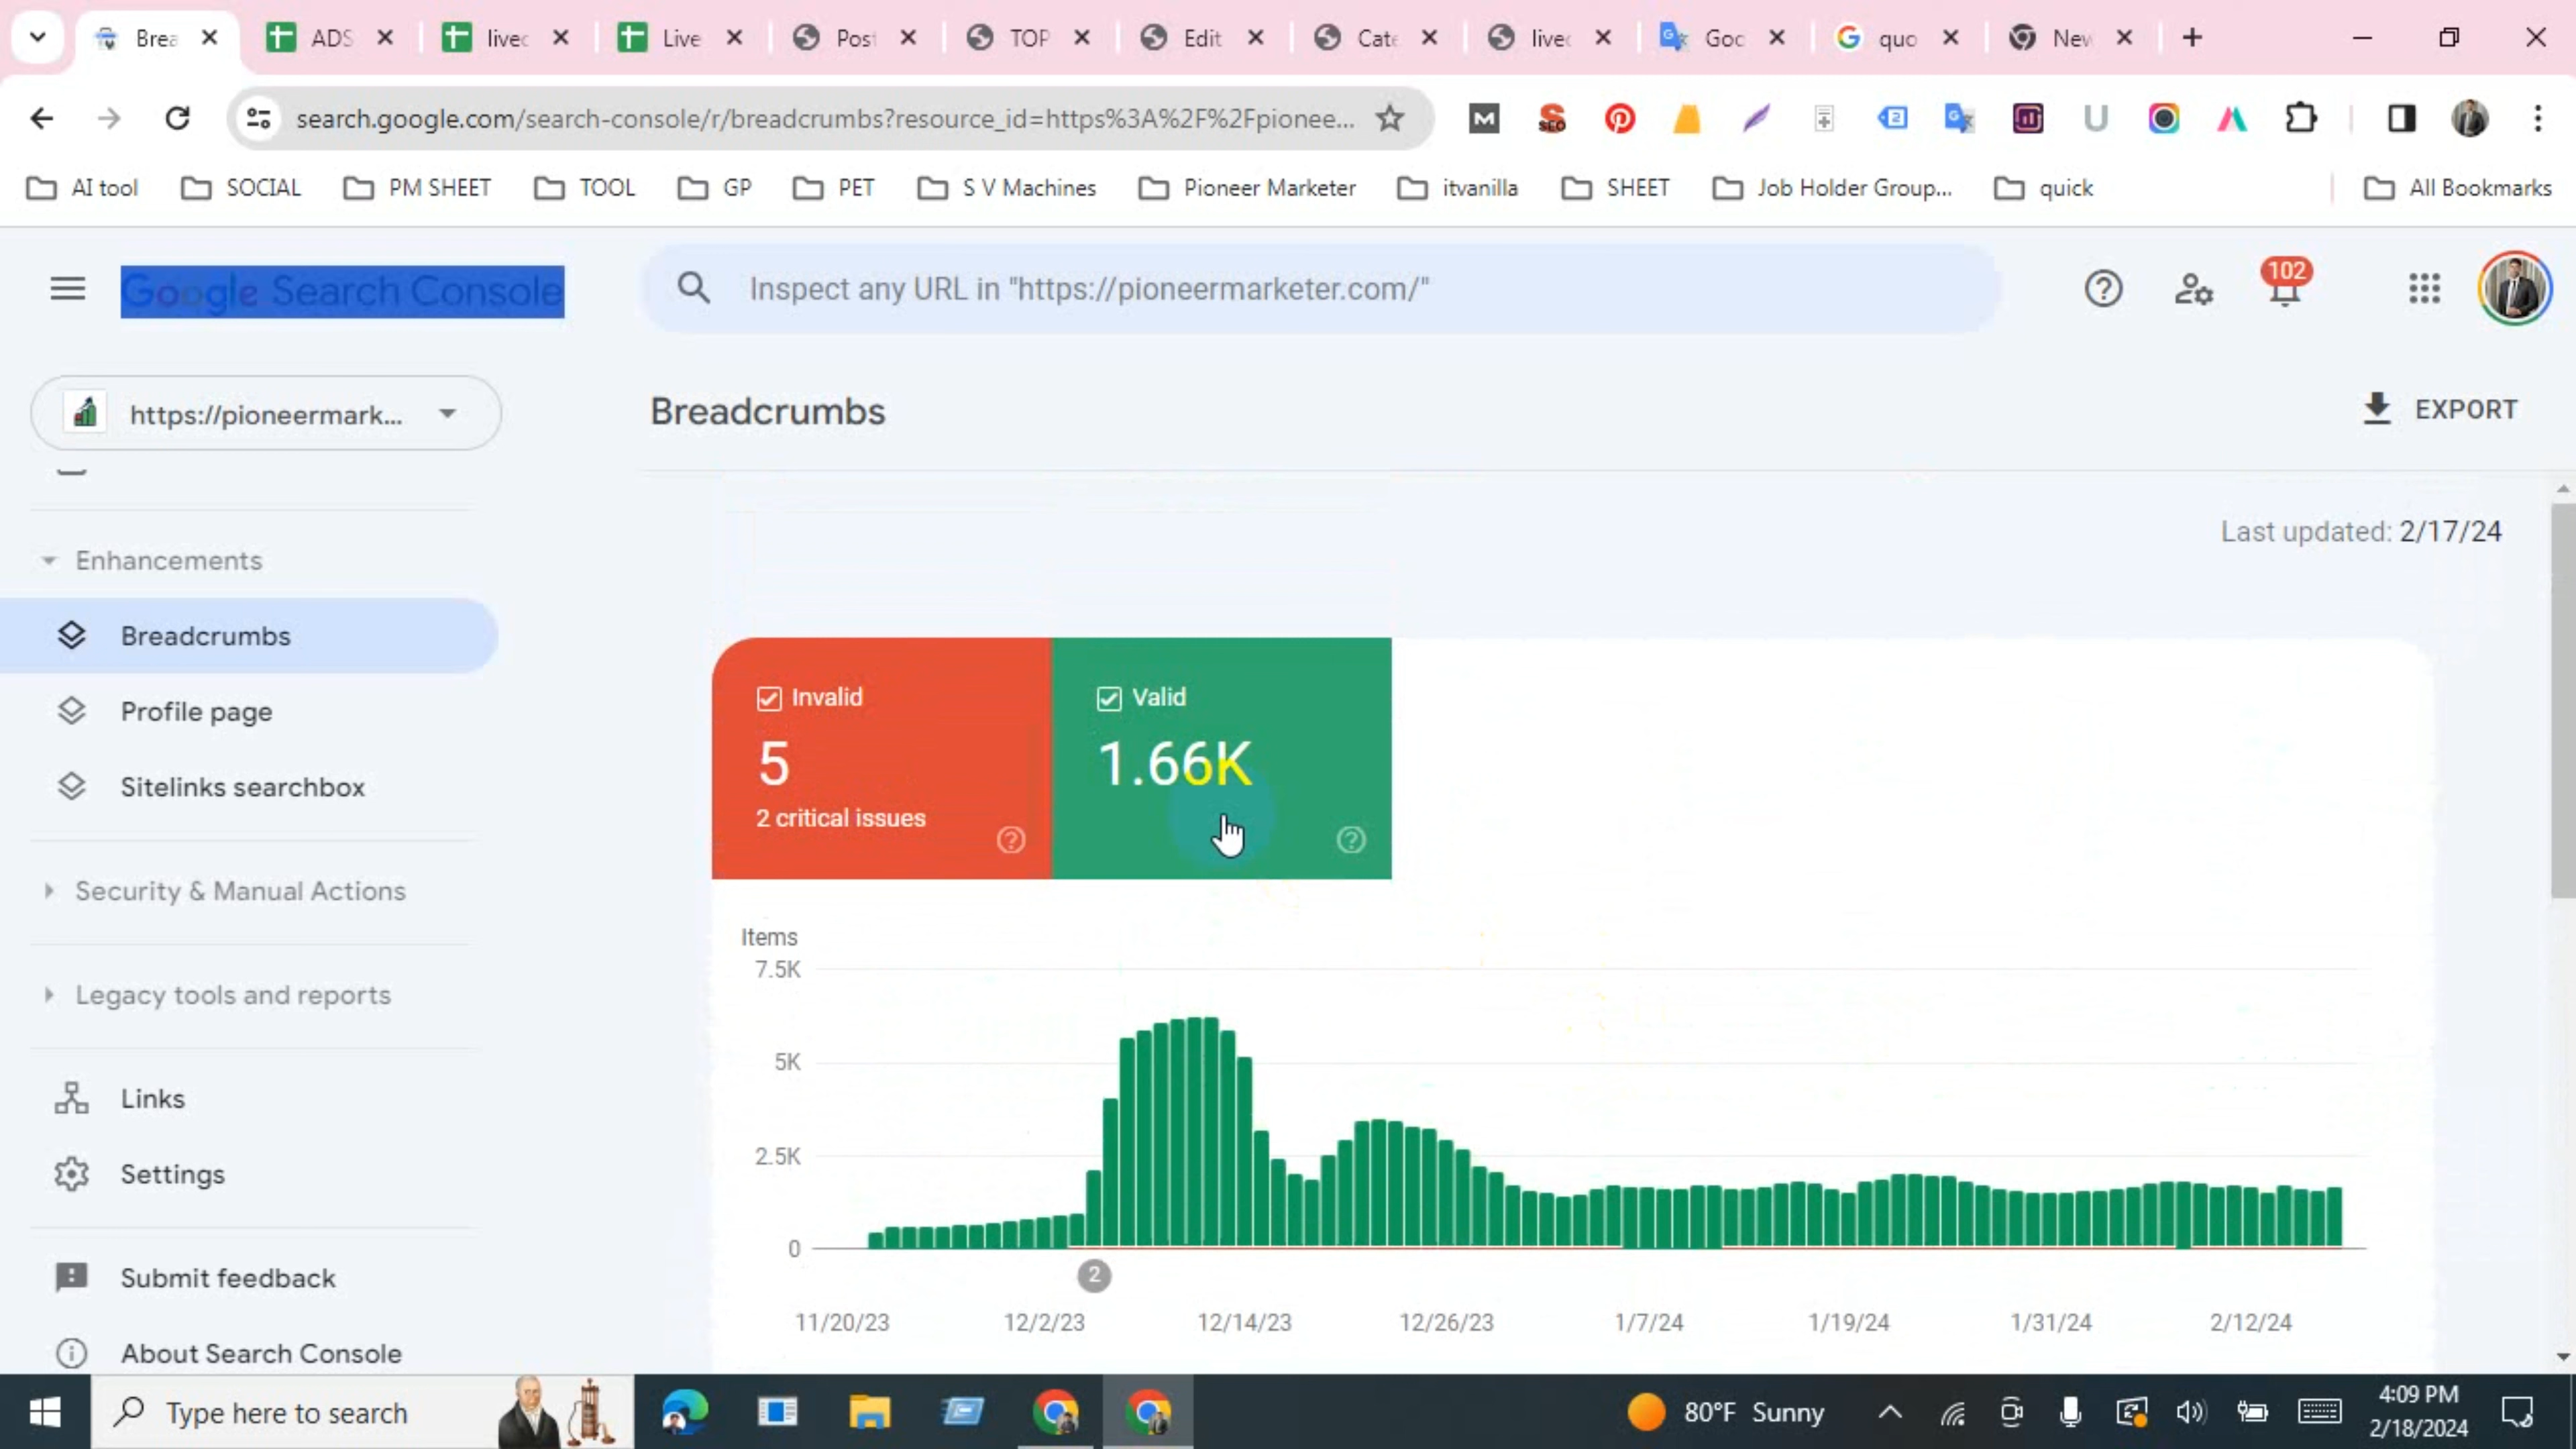 Brea
ADS
livec
Live
Post
TOP
Edit
Cate
livec
Goc
quo
New
search.google.com/search-console/r/breadcrumbs?resource_id=https%3A%2F%2Fpionee...
AI tool
SOCIAL
PM SHEET
TOOL
GP
PET
S V Machines
Pioneer Marketer
itvanilla
SHEET
Job Holder Group...
quick
All Bookmarks
Google Search Console
Inspect any URL in "https://pioneermarketer.com/"
102
https://pioneermark...
Breadcrumbs
EXPORT
Last updated: 2/17/24
Enhancements
Breadcrumbs
Profile page
Sitelinks searchbox
Security & Manual Actions
Legacy tools and reports
Links
Settings
Submit feedback
About Search Console
Invalid
5
2 critical issues
Valid
1.66K
Items
7.5K
5K
2.5K
0
2
11/20/23
12/2/23
12/14/23
12/26/23
1/7/24
1/19/24
1/31/24
2/12/24
Type here to search
80°F Sunny
4:09 PM
2/18/2024